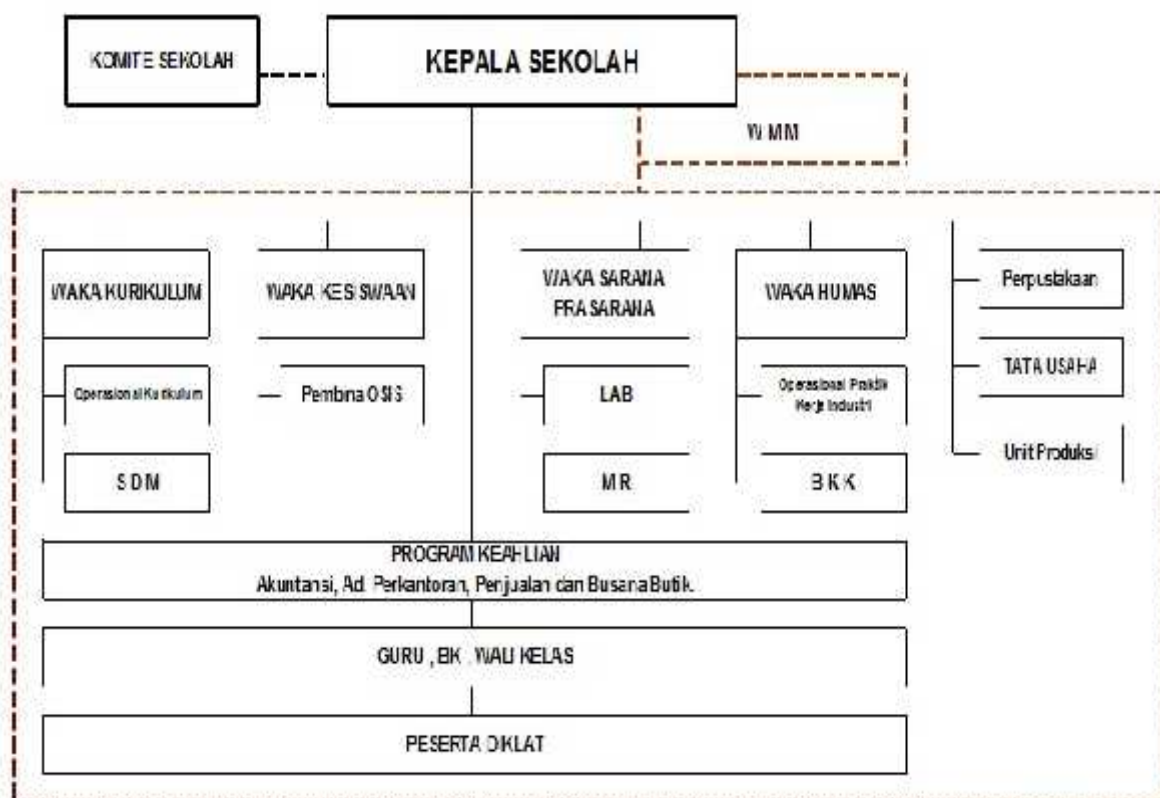 KOMITE SEKOLAH
KEPALA SEKOLAH
WMM
WAKA KURIKULUM
WAKA KESISWAAN
WAKA SARANA
PRASARANA
WAKA HUMAS
Perpustakaan
Operasional Kurikulum
Pembina OSIS
LAB
Operasional Praktik
Kerja Industri
TATA USAHA
SDM
MR
BKK
Unit Produksi
PROGRAM KEAHLIAN
Akuntansi, Ad. Perkantoran, Penjualan dan Busana Butik.
GURU , BK , WALI KELAS
PESERTA DIKLAT